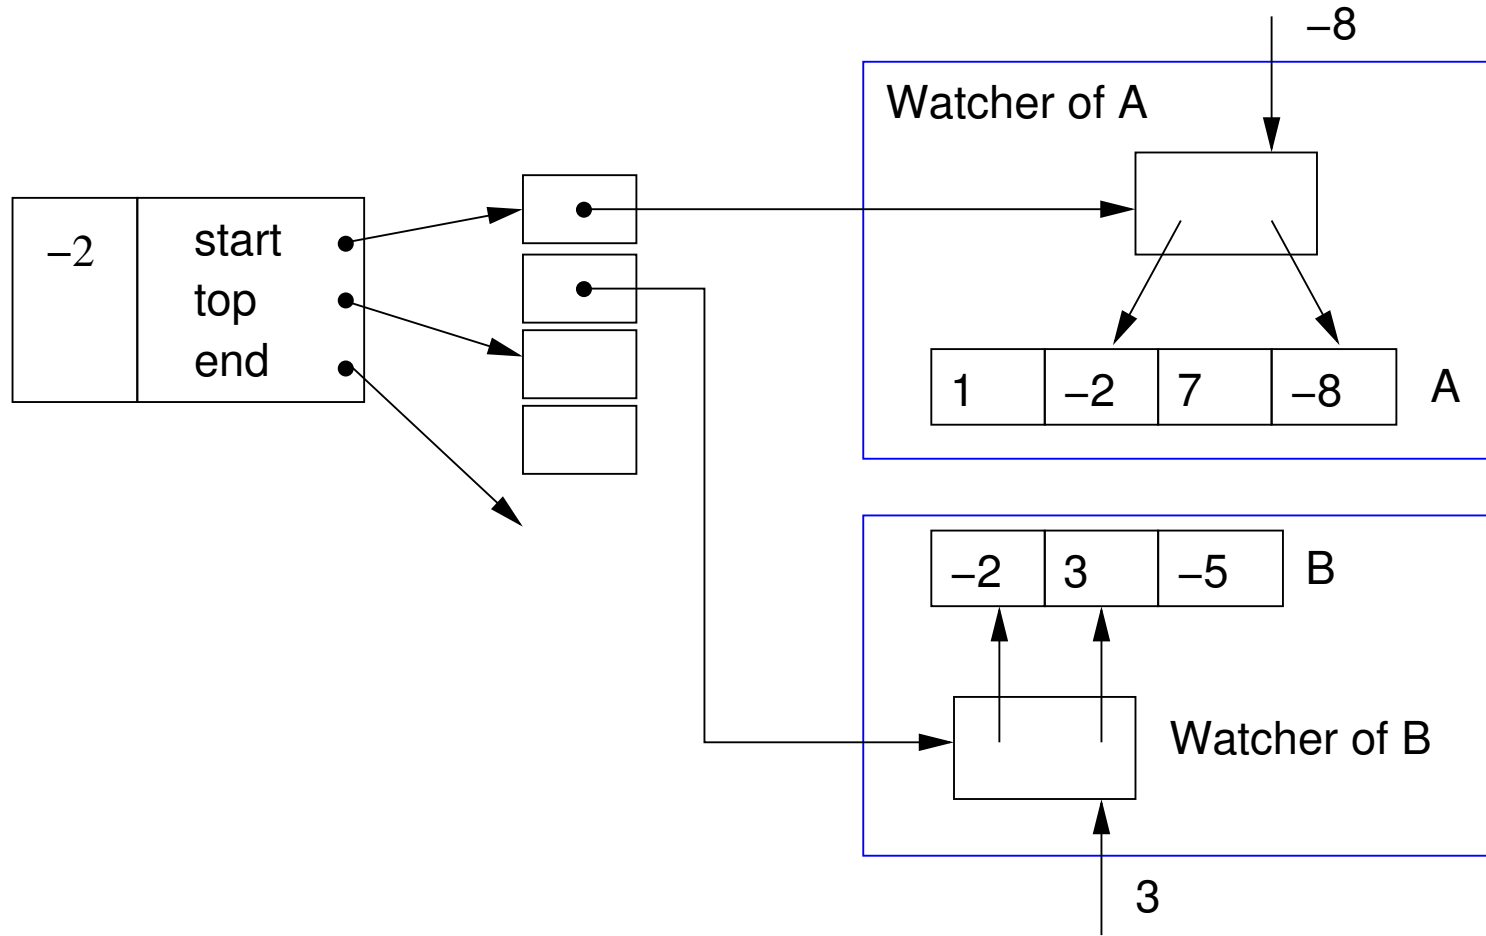 −8
Watcher of A
−2
start
top
end
1 −2 7 −8 A
−2 3 −5 B
Watcher of B
3